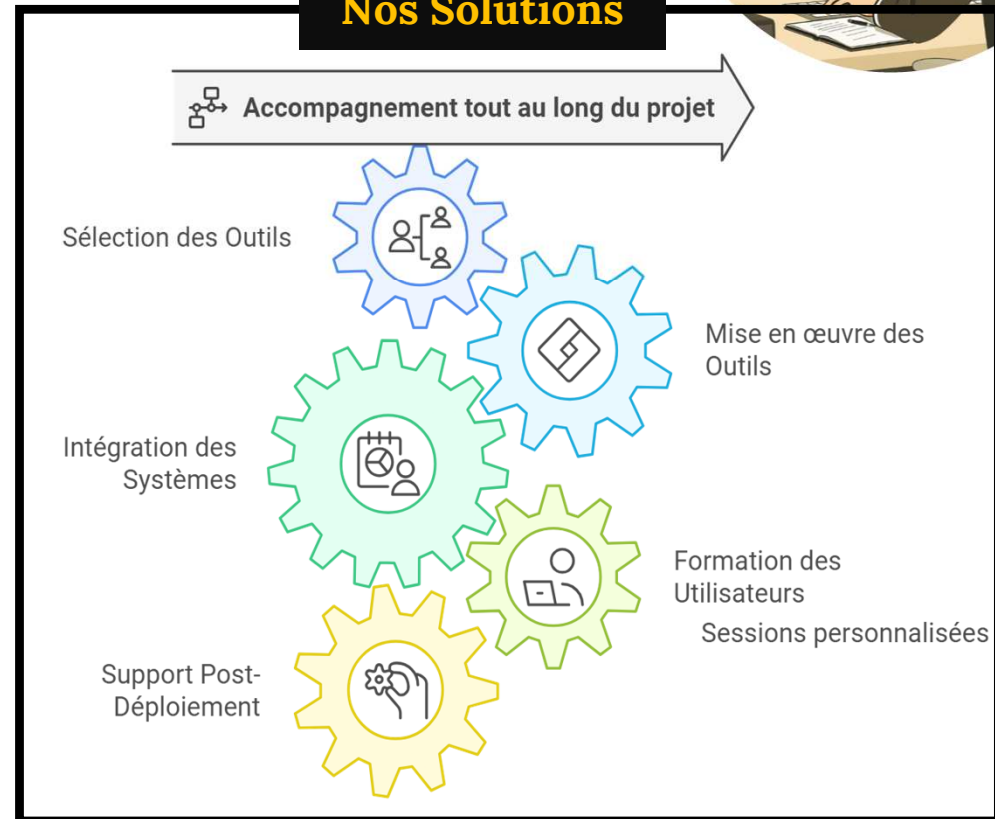 Nos Solutions
Accompagnement tout au long du projet
Sélection des Outils
Mise en œuvre des
Outils
Intégration des
Systèmes
Formation des
Utilisateurs
Sessions personnalisées
Support Post-
Déploiement